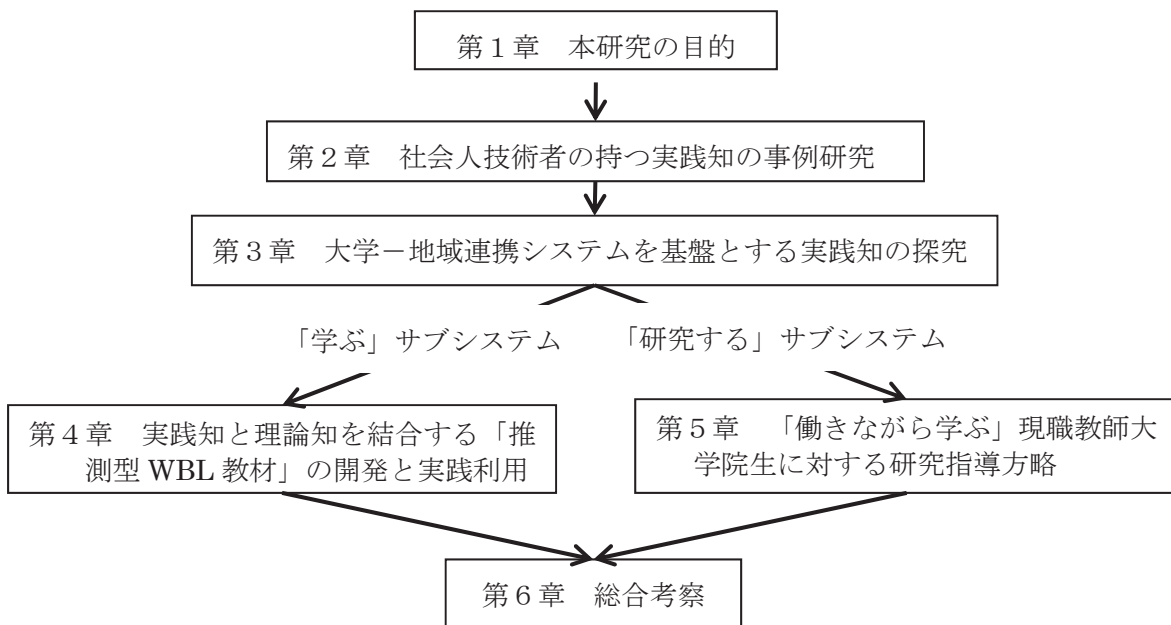 第１章　本研究の目的
第２章　社会人技術者の持つ実践知の事例研究
第３章　大学－地域連携システムを基盤とする実践知の探究
「学ぶ」サブシステム
「研究する」サブシステム
第４章　実践知と理論知を結合する「推
測型 WBL 教材」の開発と実践利用
第５章　「働きながら学ぶ」現職教師大
学院生に対する研究指導方略
第６章　総合考察